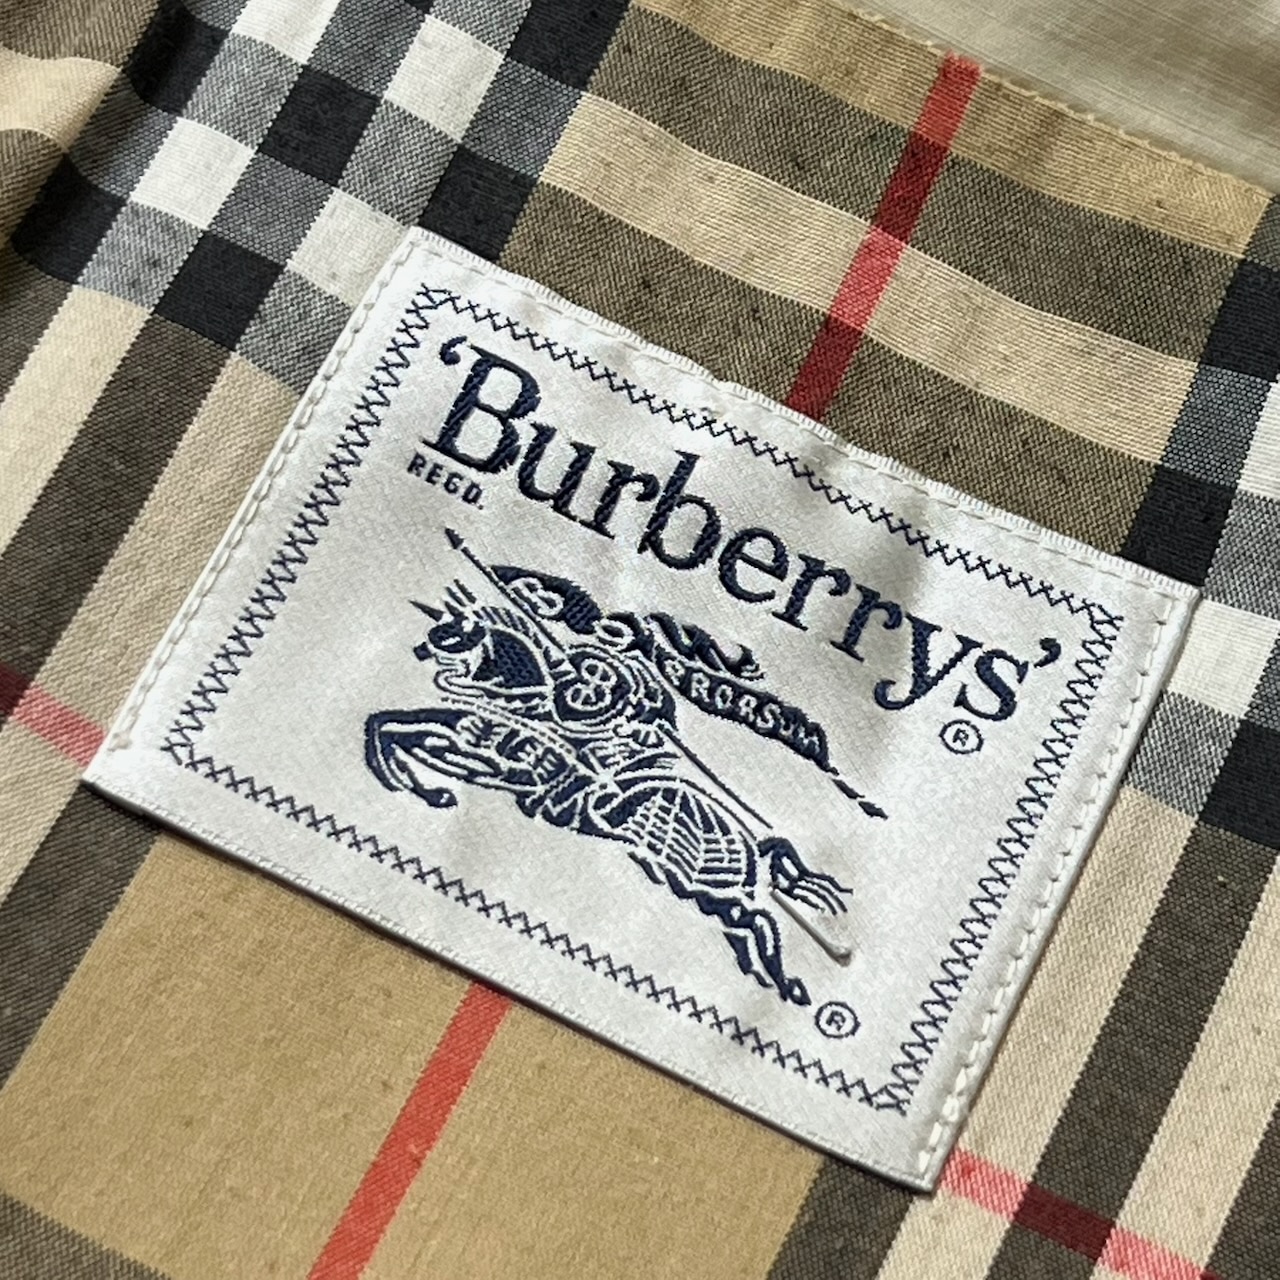 ‘Burberrys’
REGD.
®
PRORSUM
®